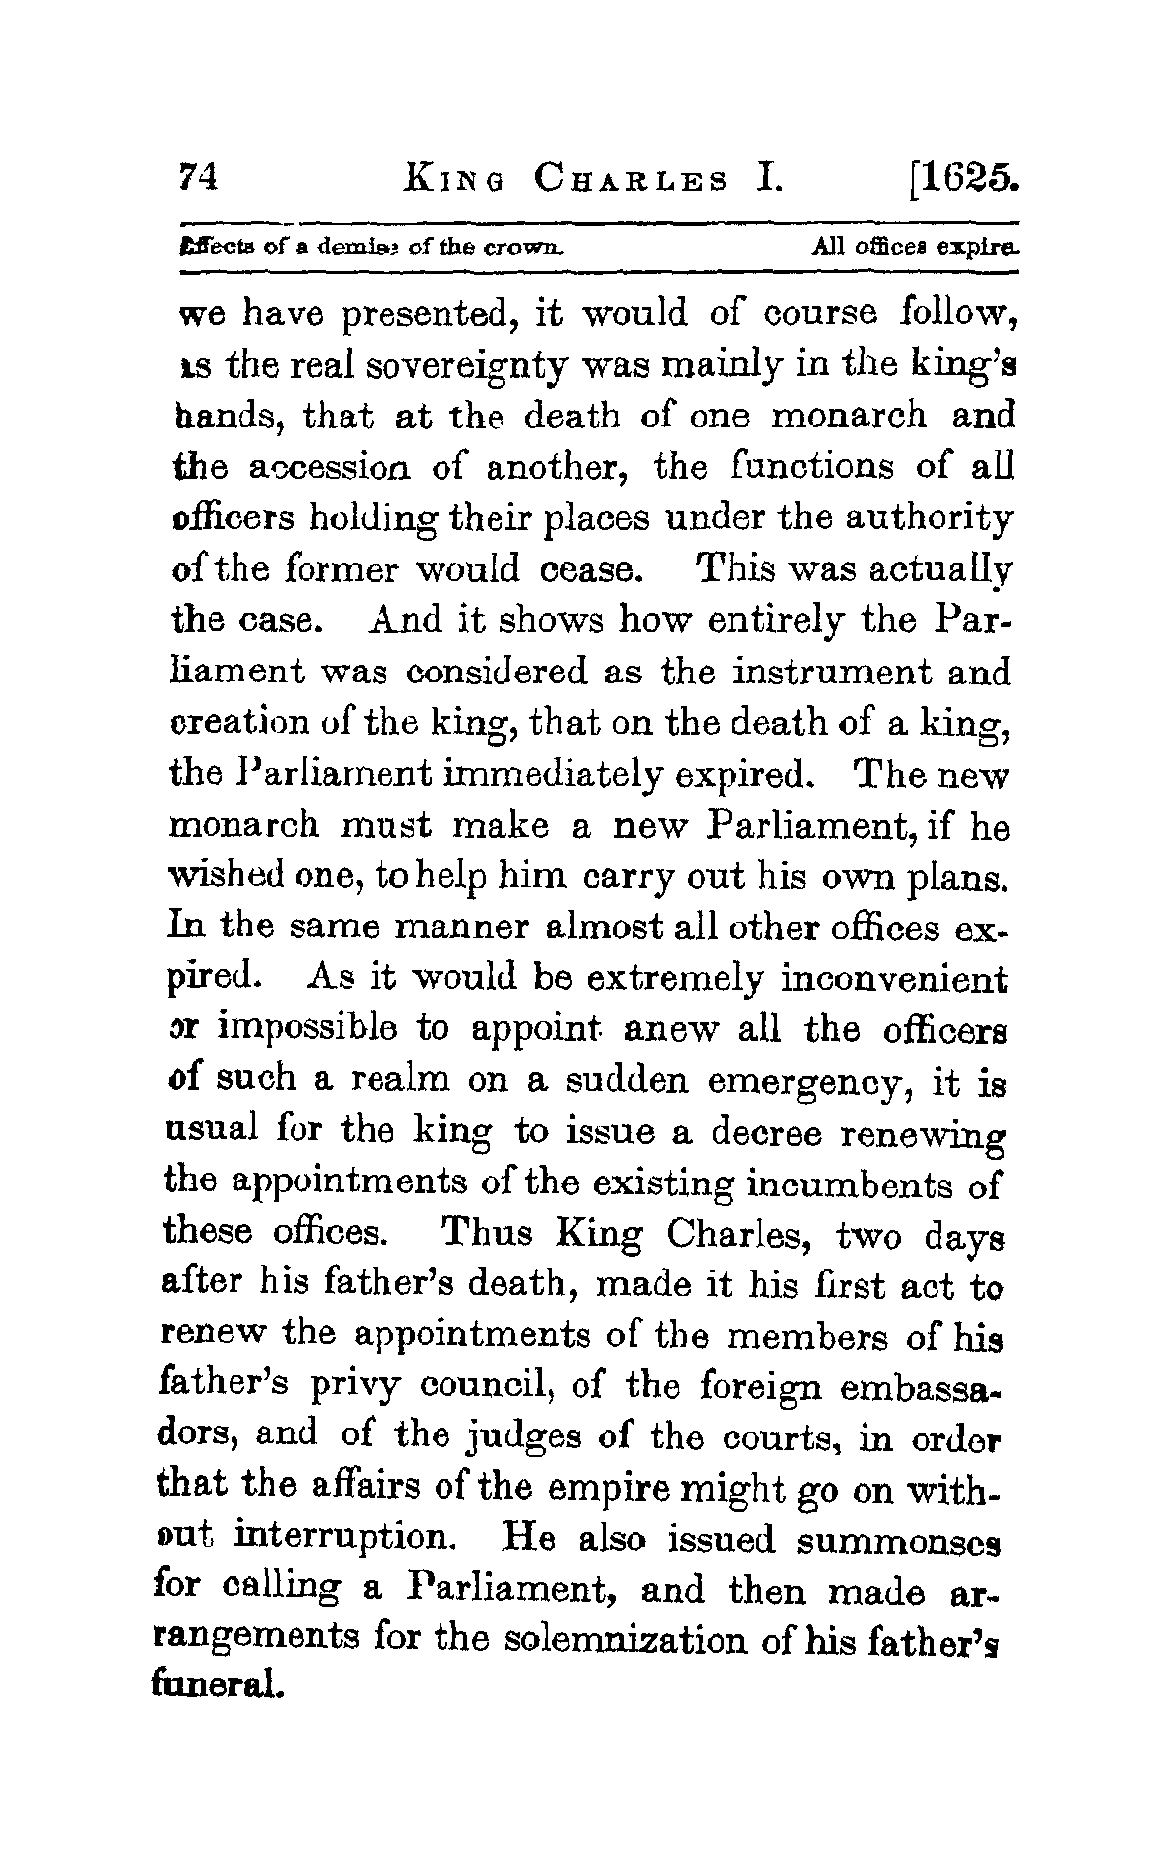 74 KING CHARLES I. [1625.
Effects of a demise of the crown. All offices expire.
we have presented, it would of course follow,
as the real sovereignty was mainly in the king's
hands, that at the death of one monarch and
the accession of another, the functions of all
officers holding their places under the authority
of the former would cease. This was actually
the case. And it shows how entirely the Par-
liament was considered as the instrument and
creation of the king, that on the death of a king,
the Parliament immediately expired. The new
monarch must make a new Parliament, if he
wished one, to help him carry out his own plans.
In the same manner almost all other offices ex-
pired. As it would be extremely inconvenient
or impossible to appoint anew all the officers
of such a realm on a sudden emergency, it is
usual for the king to issue a decree renewing
the appointments of the existing incumbents of
these offices. Thus King Charles, two days
after his father's death, made it his first act to
renew the appointments of the members of his
father's privy council, of the foreign embassa-
dors, and of the judges of the courts, in order
that the affairs of the empire might go on with-
out interruption. He also issued summonses
for calling a Parliament, and then made ar-
rangements for the solemnization of his father's
funeral.